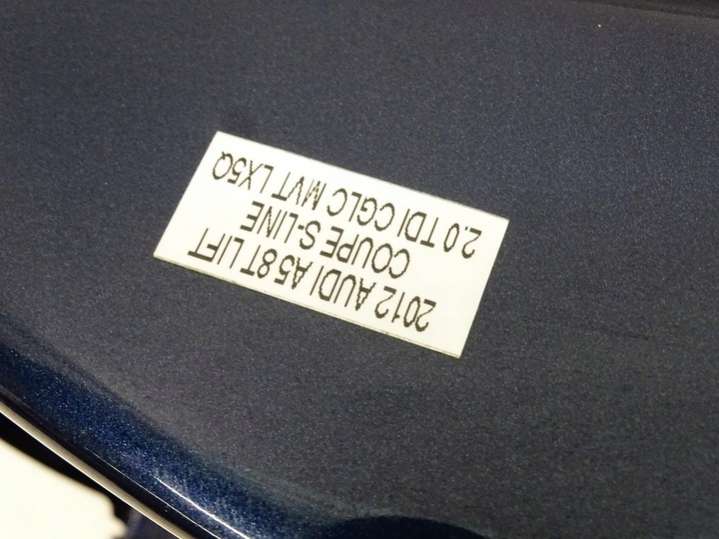 2012 AUDI A5 8T LIFT
COUPE S-LINE
2.0 TDI CGLC MVT LX5Q